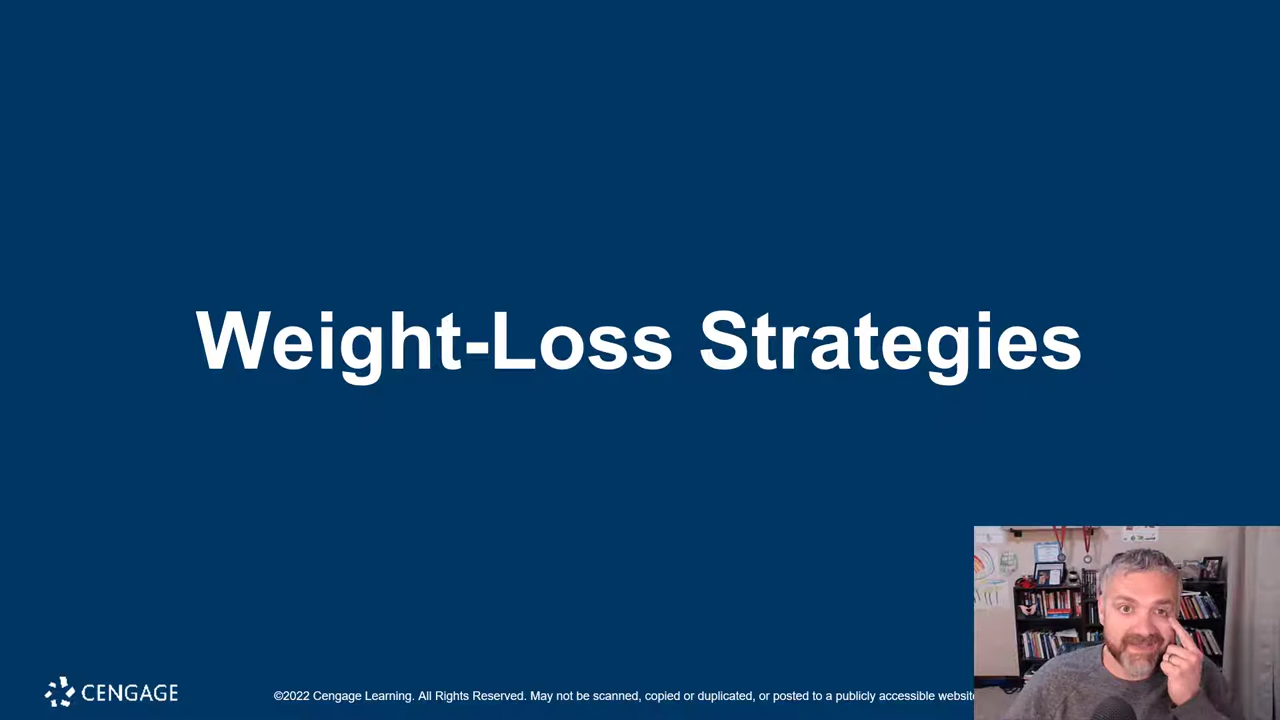 Weight-Loss Strategies
CENGAGE
©2022 Cengage Learning. All Rights Reserved. May not be scanned, copied or duplicated, or posted to a publicly accessible website